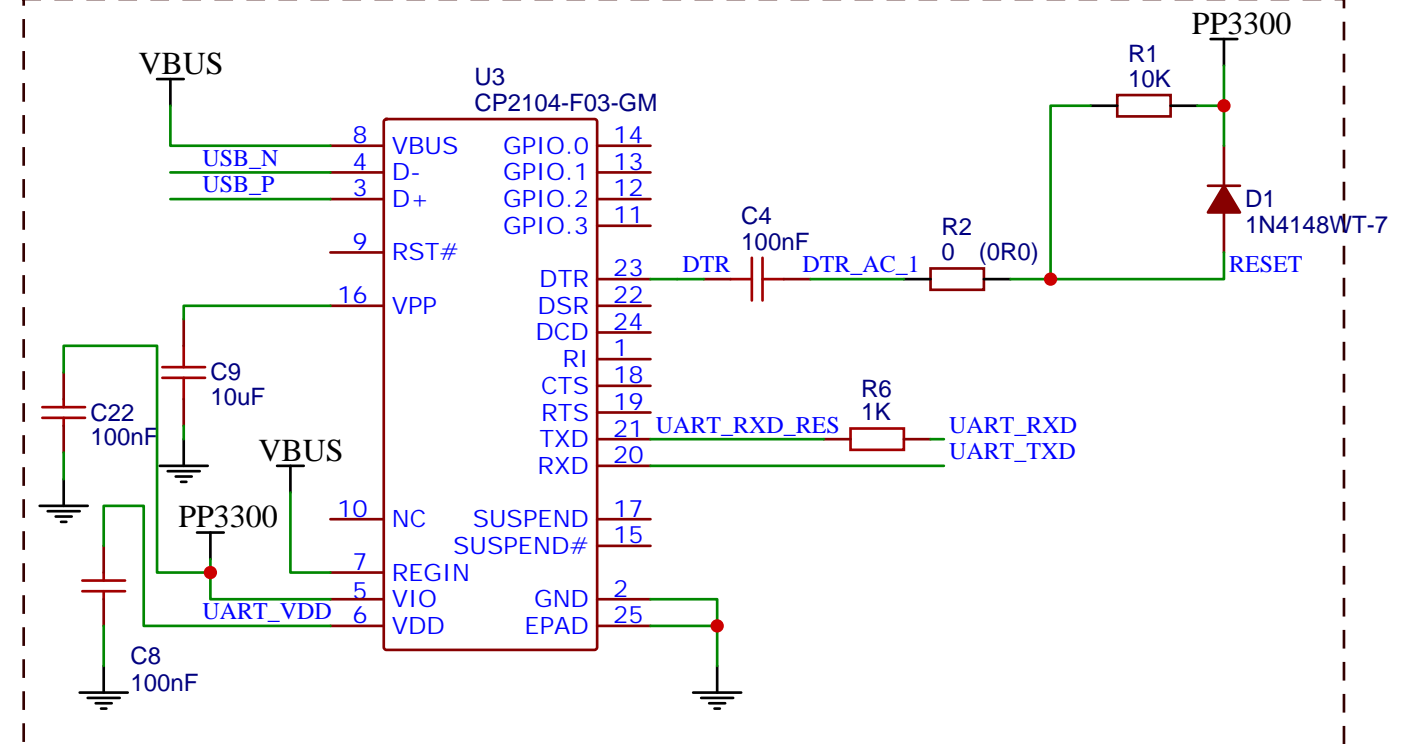 PP3300
VBUS
R1
10K
U3
CP2104-F03-GM
8 VBUS GPIO.0 14
USB_N 4 D- GPIO.1 13
USB_P 3 D+ GPIO.2 12
GPIO.3 11
D1
1N4148WT-7
C4
100nF
R2
0 (0R0)
9 RST#
DTR 23 DTR DTR_AC_1 RESET
16 VPP DSR 22
DCD 24
RI 1
C9
10uF
CTS 18
R6
1K
C22
100nF
RTS 19
TXD 21 UART_RXD_RES UART_RXD
RXD 20 UART_TXD
VBUS
10 NC SUSPEND 17
PP3300
SUSPEND# 15
7 REGIN
5 VIO GND 2
UART_VDD 6 VDD EPAD 25
C8
100nF